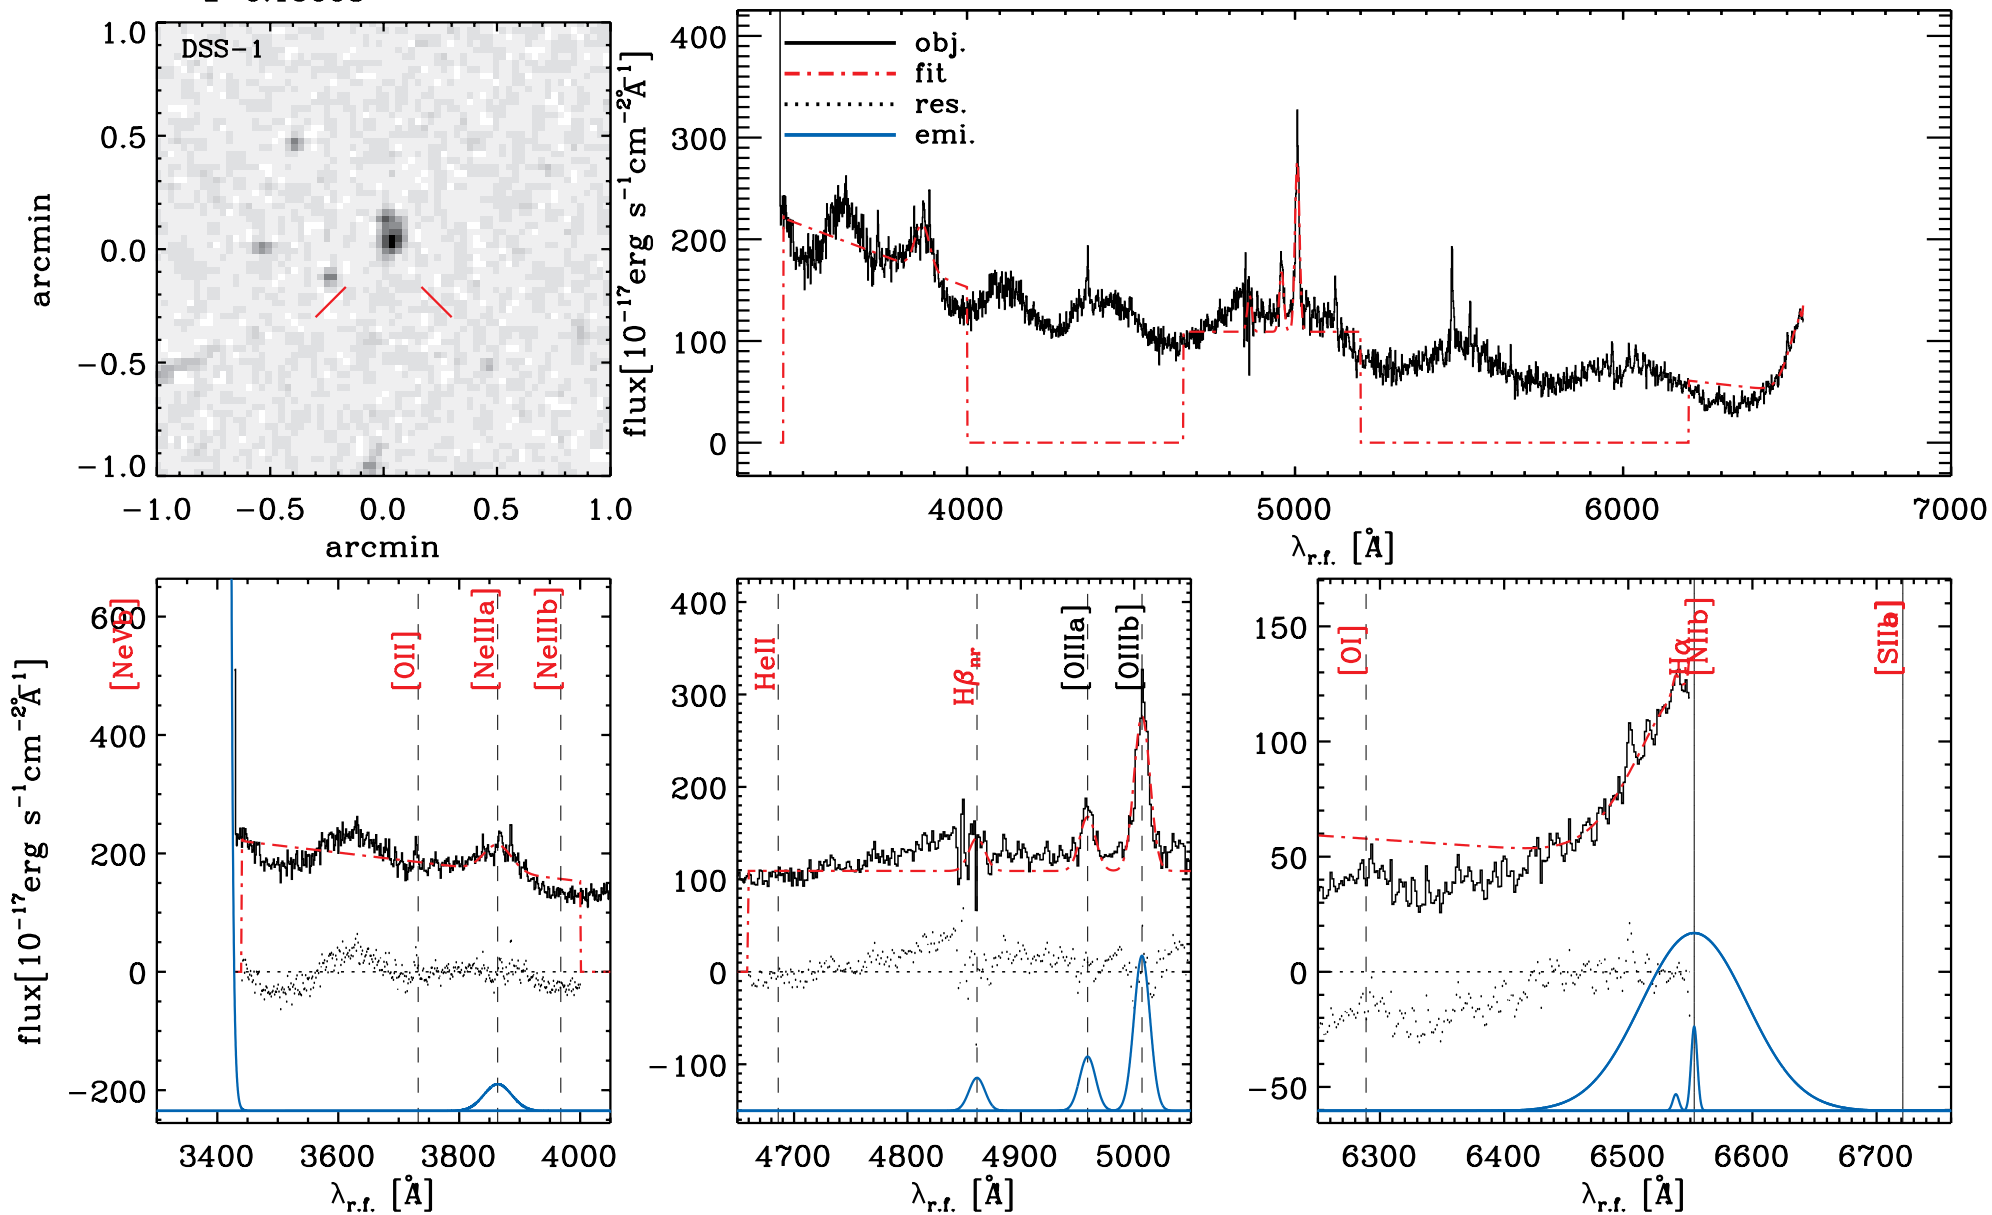 DSS-1
1.0
0.5
0.0
−0.5
−1.0
arcmin
−1.0 −0.5 0.0 0.5 1.0
arcmin
flux[10⁻¹⁷erg s⁻¹cm⁻²Å⁻¹]
400
300
200
100
0
obj.
fit
res.
emi.
4000 5000 6000 7000
λr.f. [Å]
flux[10⁻¹⁷erg s⁻¹cm⁻²Å⁻¹]
600
400
200
0
−200
[NeVb]
[OII]
[NeIIIa]
[NeIIIb]
3400 3600 3800 4000
λr.f. [Å]
400
300
200
100
0
−100
HeII
Hβnr
[OIIIa]
[OIIIb]
4700 4800 4900 5000
λr.f. [Å]
150
100
50
0
−50
[OI]
Hα
[NIIb]
6300 6400 6500 6600 6700
λr.f. [Å]